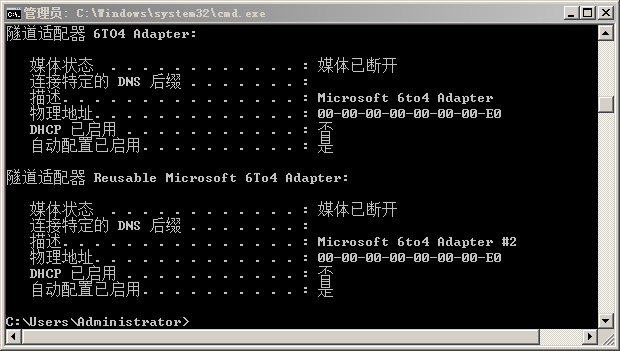 管理员: C:\Windows\system32\cmd.exe
隧道适配器 6TO4 Adapter:
媒体状态 . . . . . . . . . . . . : 媒体已断开
连接特定的 DNS 后缀 . . . . . . . :
描述. . . . . . . . . . . . . . . : Microsoft 6to4 Adapter
物理地址. . . . . . . . . . . . . : 00-00-00-00-00-00-00-E0
DHCP 已启用 . . . . . . . . . . . : 否
自动配置已启用. . . . . . . . . . : 是
隧道适配器 Reusable Microsoft 6To4 Adapter:
媒体状态 . . . . . . . . . . . . : 媒体已断开
连接特定的 DNS 后缀 . . . . . . . :
描述. . . . . . . . . . . . . . . : Microsoft 6to4 Adapter #2
物理地址. . . . . . . . . . . . . : 00-00-00-00-00-00-00-E0
DHCP 已启用 . . . . . . . . . . . : 否
自动配置已启用. . . . . . . . . . : 是
C:\Users\Administrator>